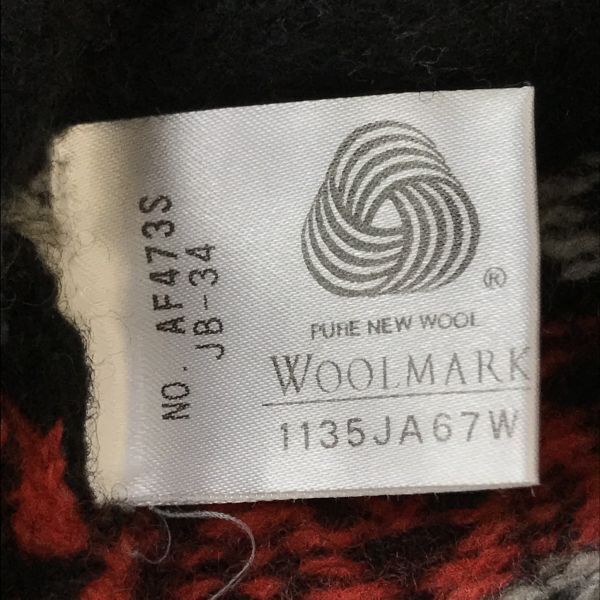 NO. AF473S
JB-34
®
PURE NEW WOOL
WOOLMARK
1135JA67W